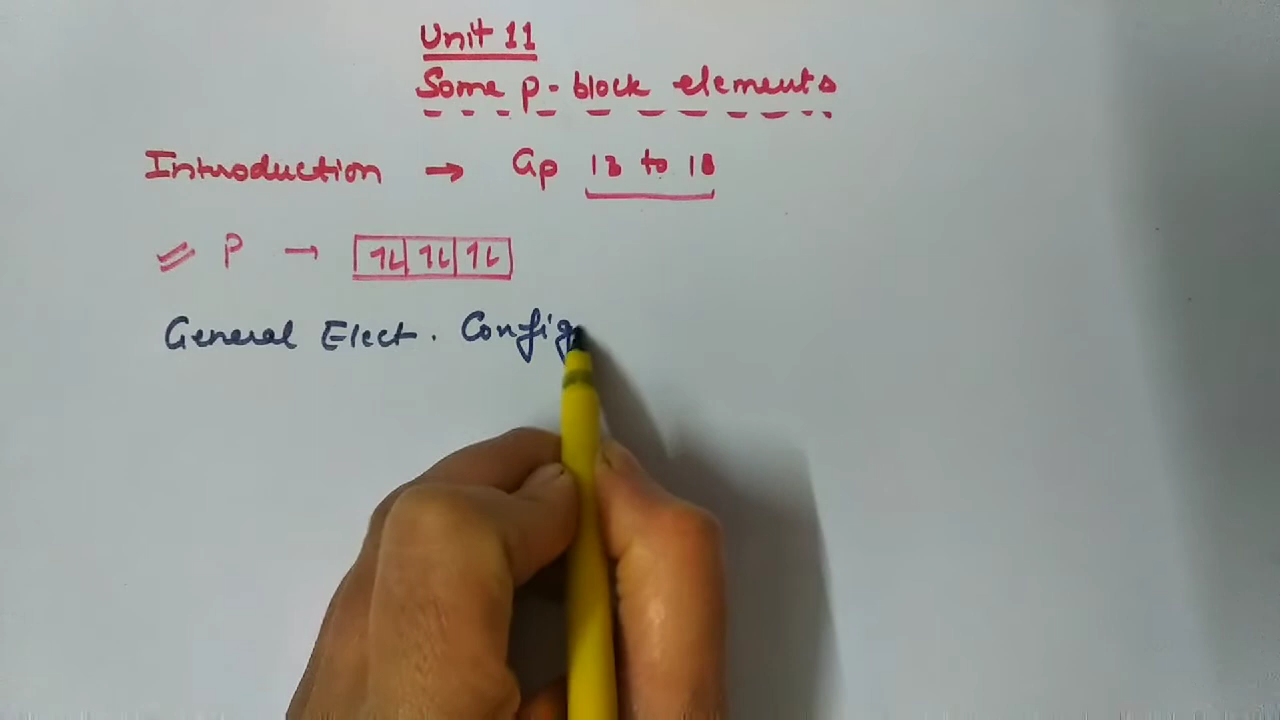 Unit 11
Some p-block elements
Introduction → Gp 13 to 18
P → 1L 1L 1L
General Elect. Config